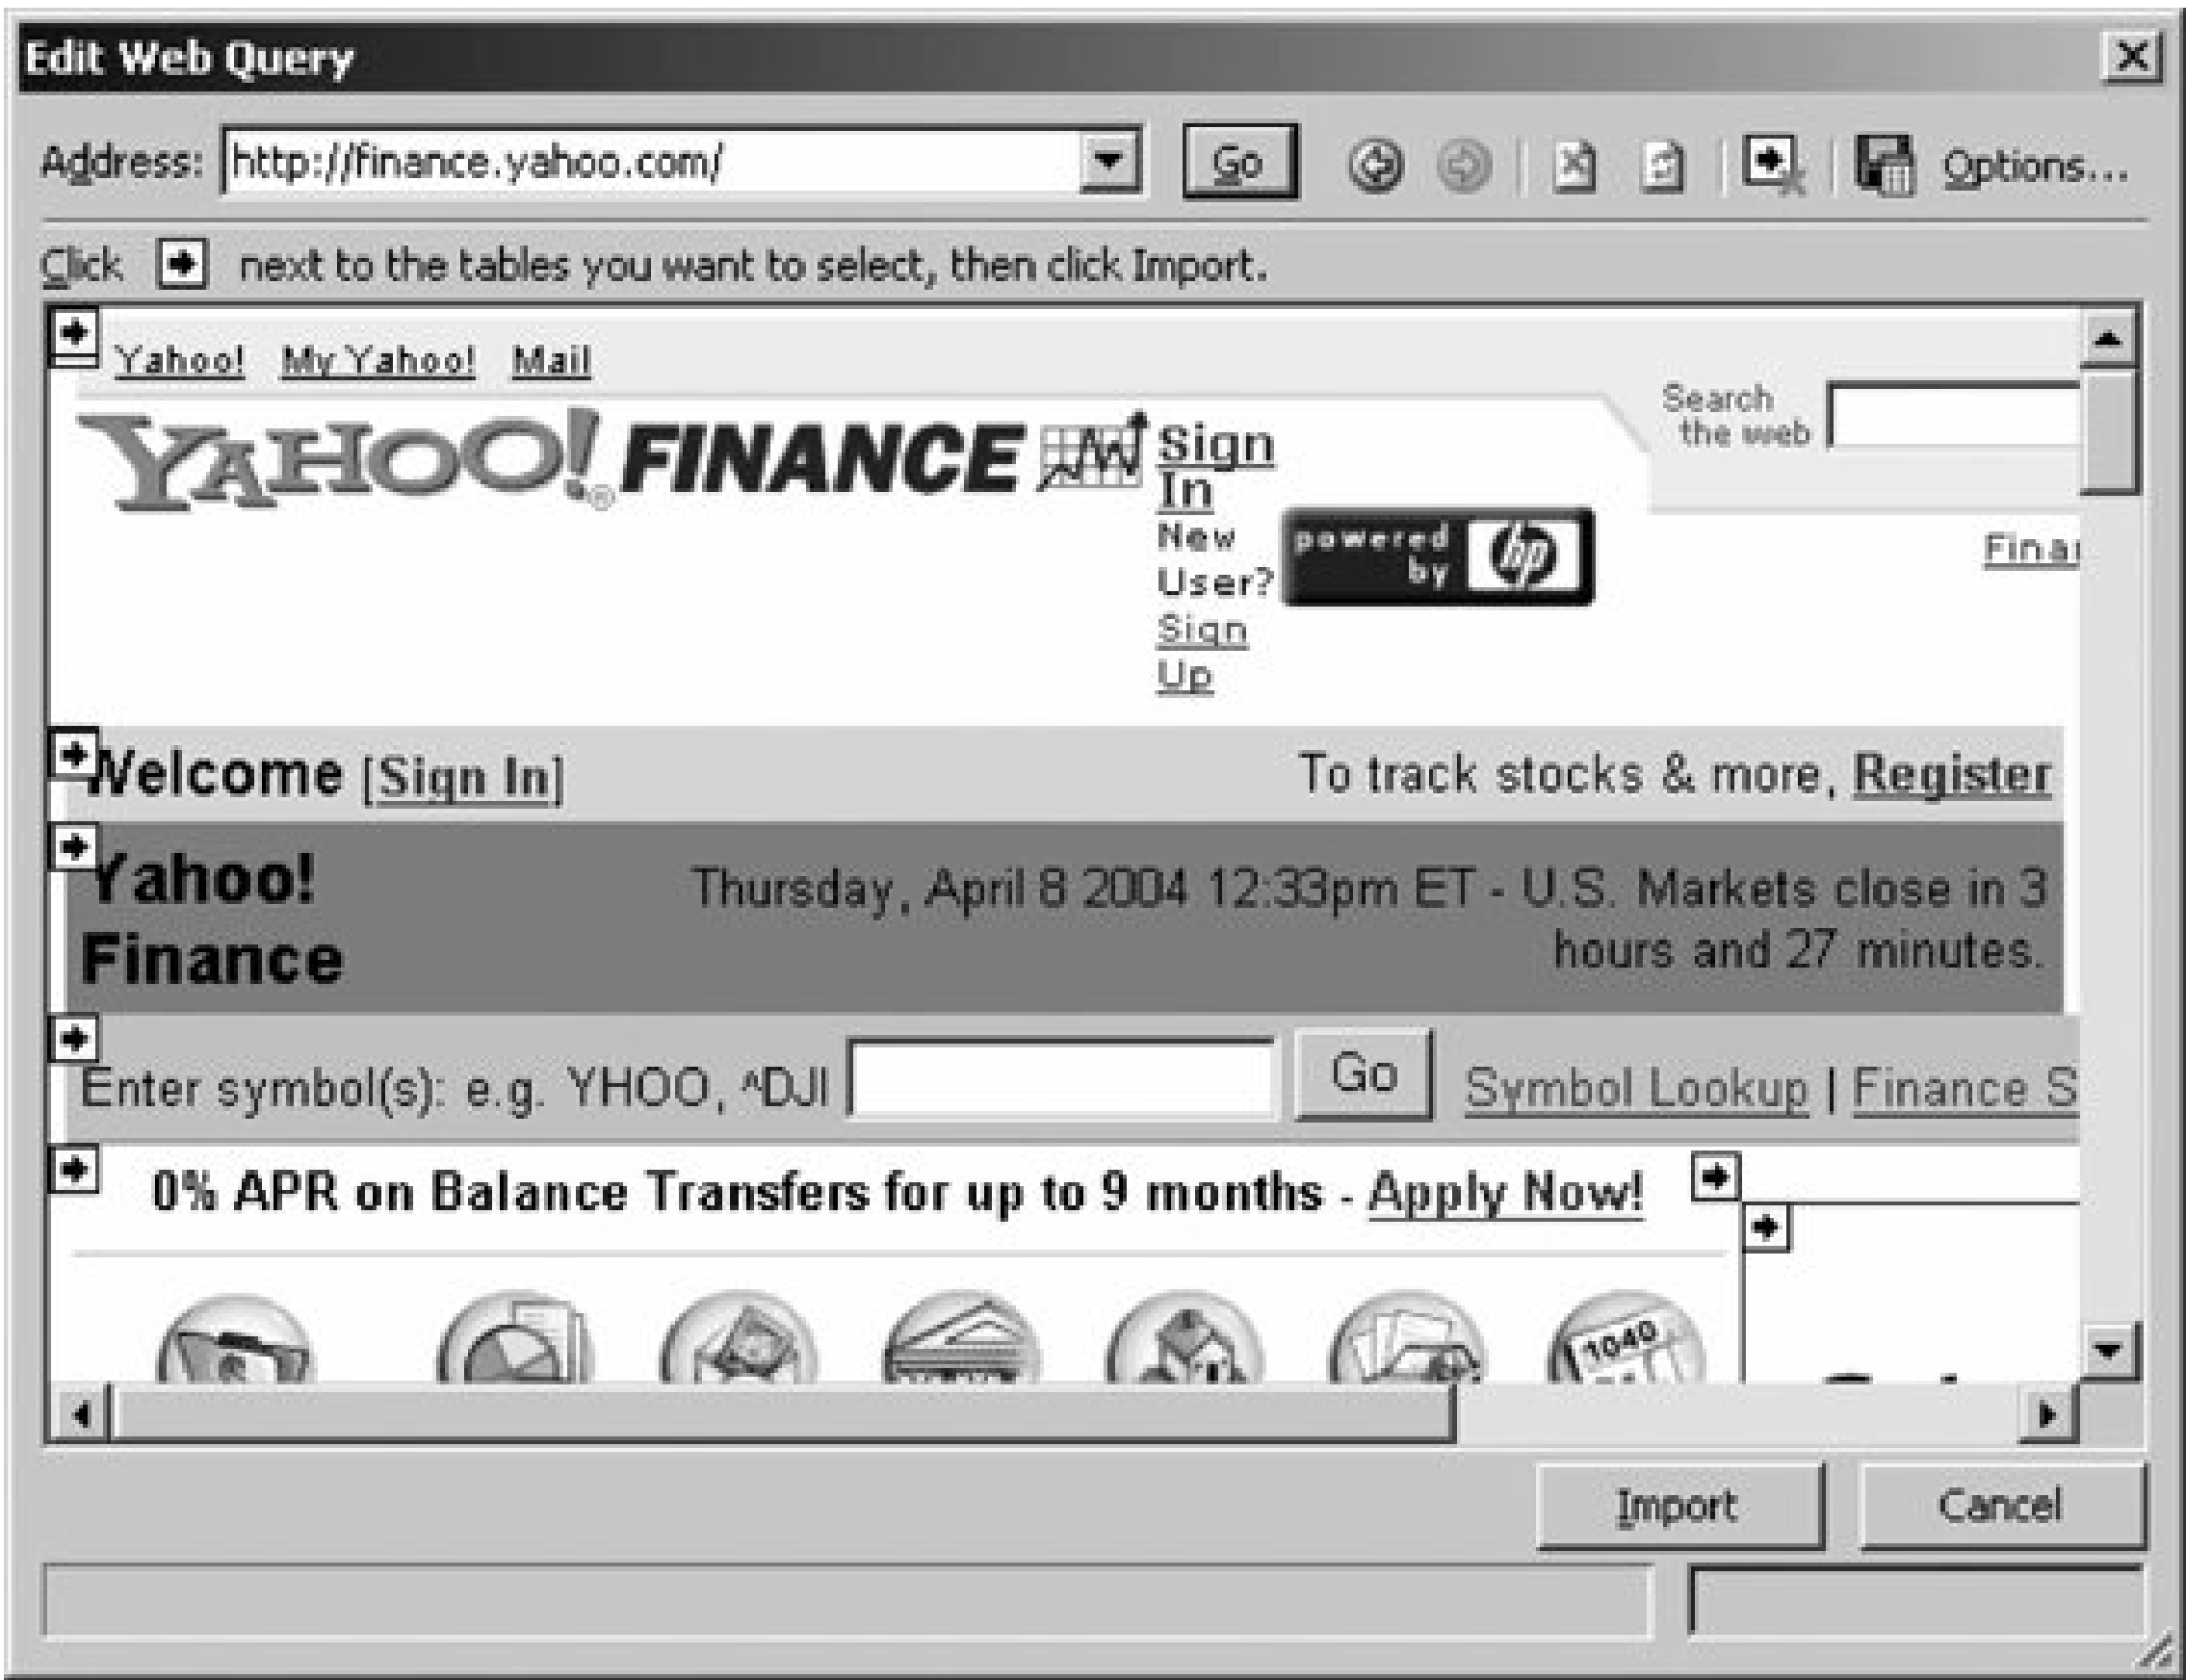 Edit Web Query
Address: http://finance.yahoo.com/ Go Options...
Click next to the tables you want to select, then click Import.
Yahoo! My Yahoo! Mail
Search
the web
YAHOO!® FINANCE Sign
In
New
User?
Sign
Up
powered
by hp
Welcome [Sign In] To track stocks & more, Register
Yahoo!
Finance
Thursday, April 8 2004 12:33pm ET - U.S. Markets close in 3
hours and 27 minutes.
Enter symbol(s): e.g. YHOO, ^DJI Go Symbol Lookup | Finance S
0% APR on Balance Transfers for up to 9 months - Apply Now!
1040
Import Cancel